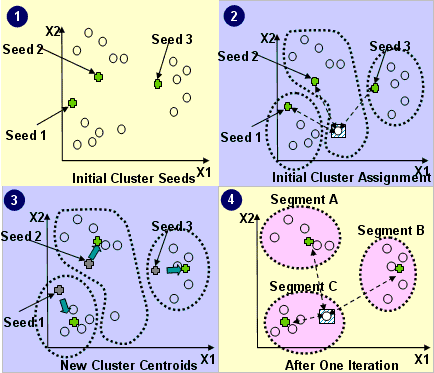 1
X2
Seed 2
Seed 3
Seed 1
X1
Initial Cluster Seeds
2
X2
Seed 3
Seed 2
Seed 1
X1
Initial Cluster Assignment
3
X2
Seed 3
Seed 2
Seed 1
X1
New Cluster Centroids
4
Segment A
X2
Segment B
Segment C
X1
After One Iteration